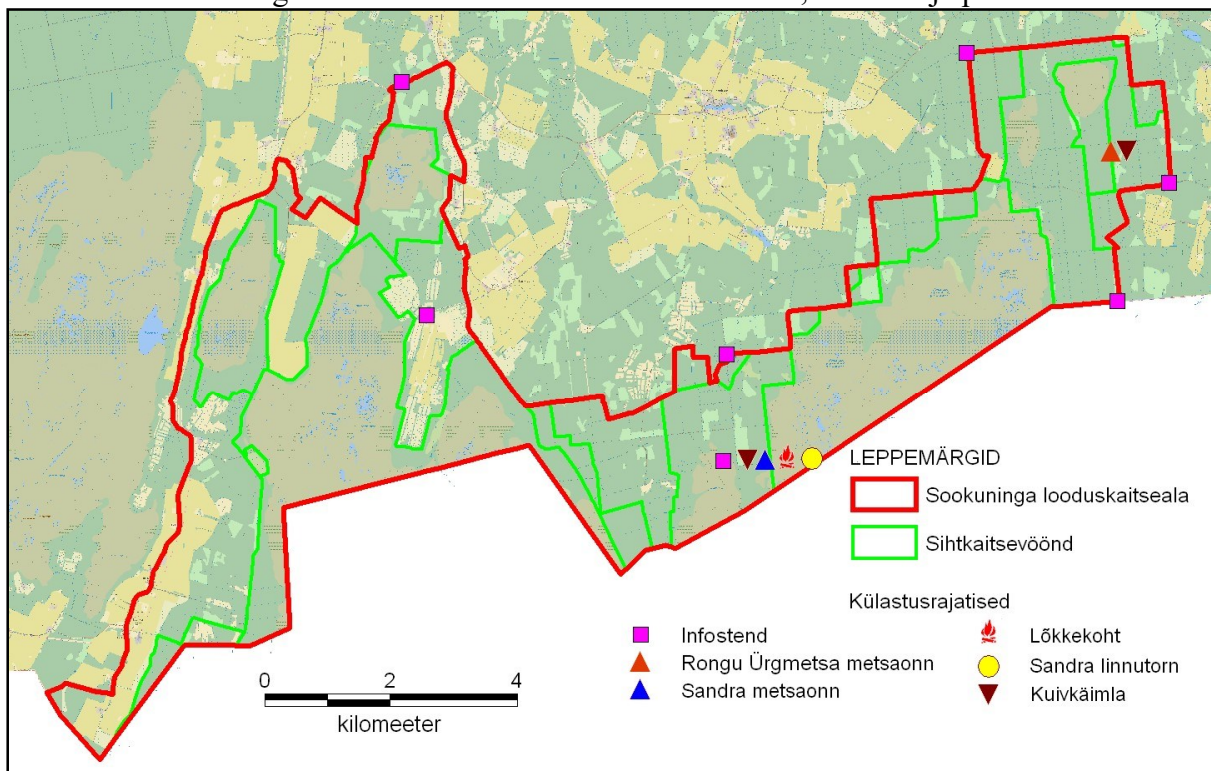 LEPPEMÄRGID
Sookuninga looduskaitseala
Sihtkaitsevöönd
Külastusrajatised
Infostend
Rongu Ürgmetsa metsaonn
Sandra metsaonn
Lõkkekoht
Sandra linnutorn
Kuivkäimla
0 2 4
kilomeeter